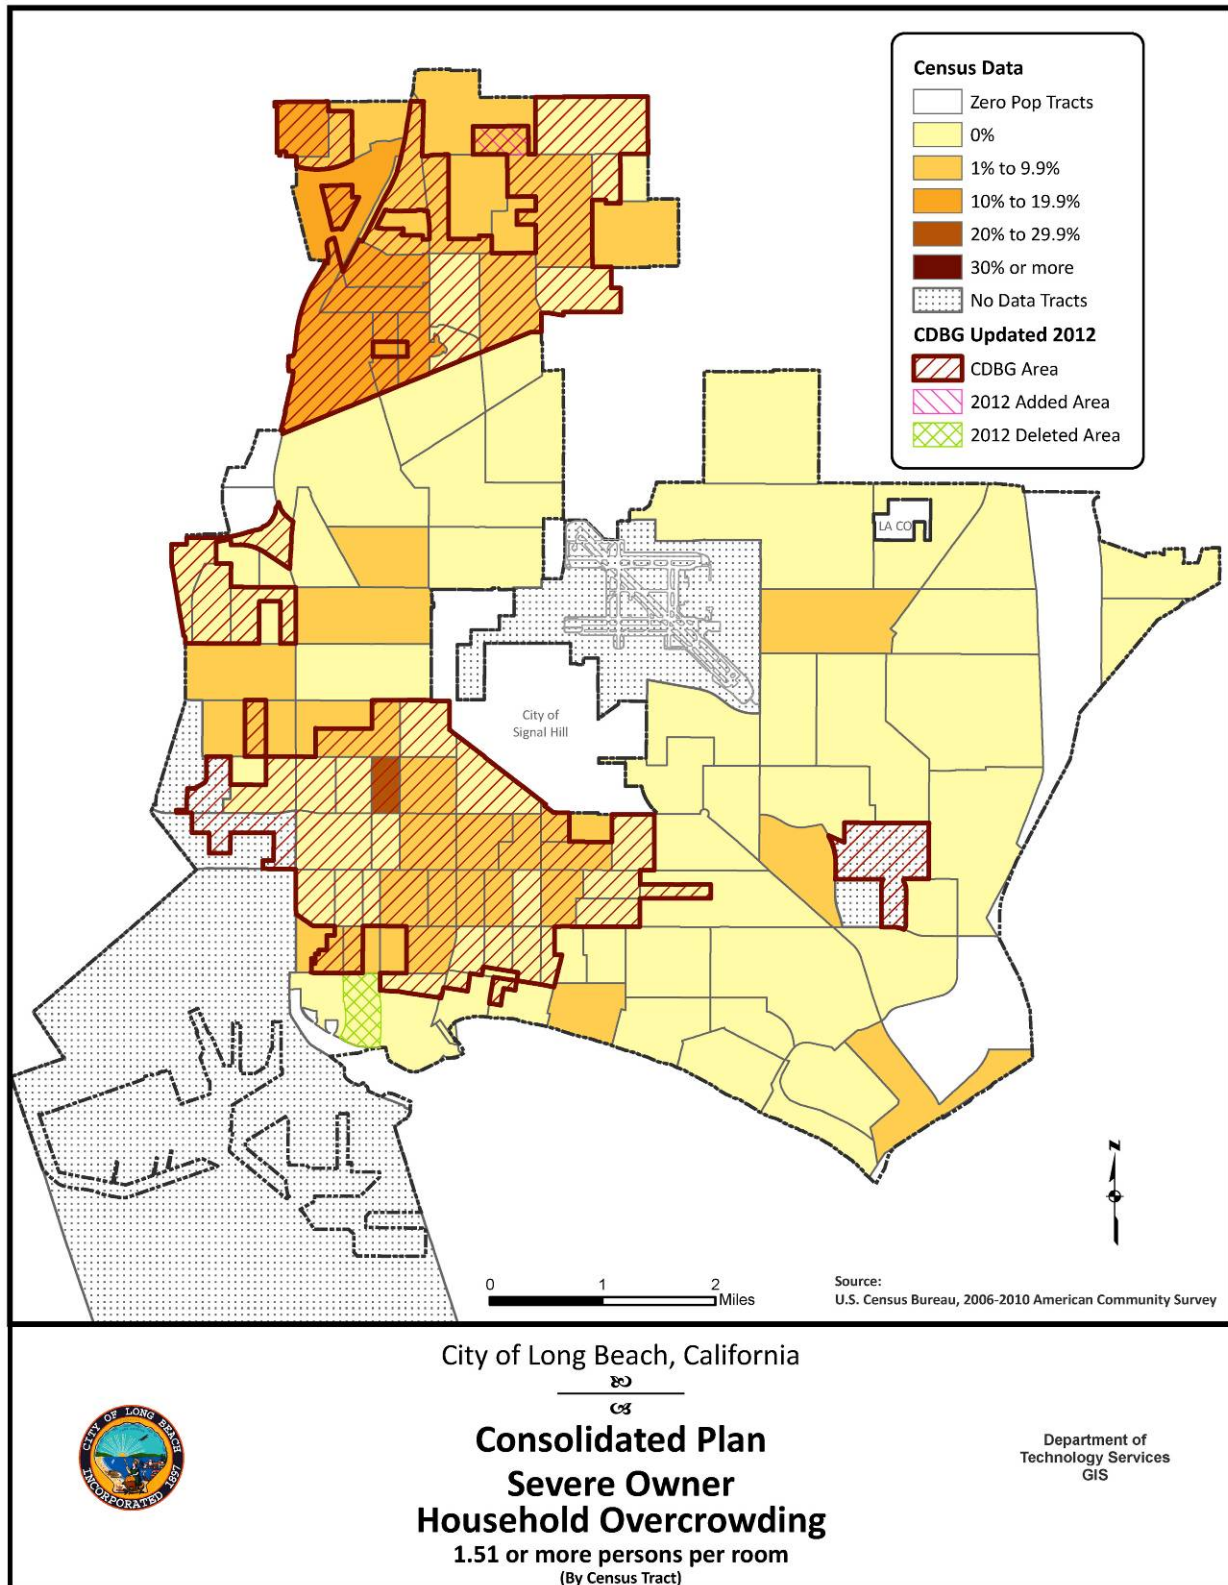 Census Data
Zero Pop Tracts
0%
1% to 9.9%
10% to 19.9%
20% to 29.9%
30% or more
No Data Tracts
CDBG Updated 2012
CDBG Area
2012 Added Area
2012 Deleted Area
LA CO
City of
Signal Hill
N
0 1 2
Miles
Source:
U.S. Census Bureau, 2006-2010 American Community Survey
City of Long Beach, California
Consolidated Plan
Severe Owner
Household Overcrowding
1.51 or more persons per room
(By Census Tract)
CITY OF LONG BEACH
INCORPORATED 1897
Department of
Technology Services
GIS